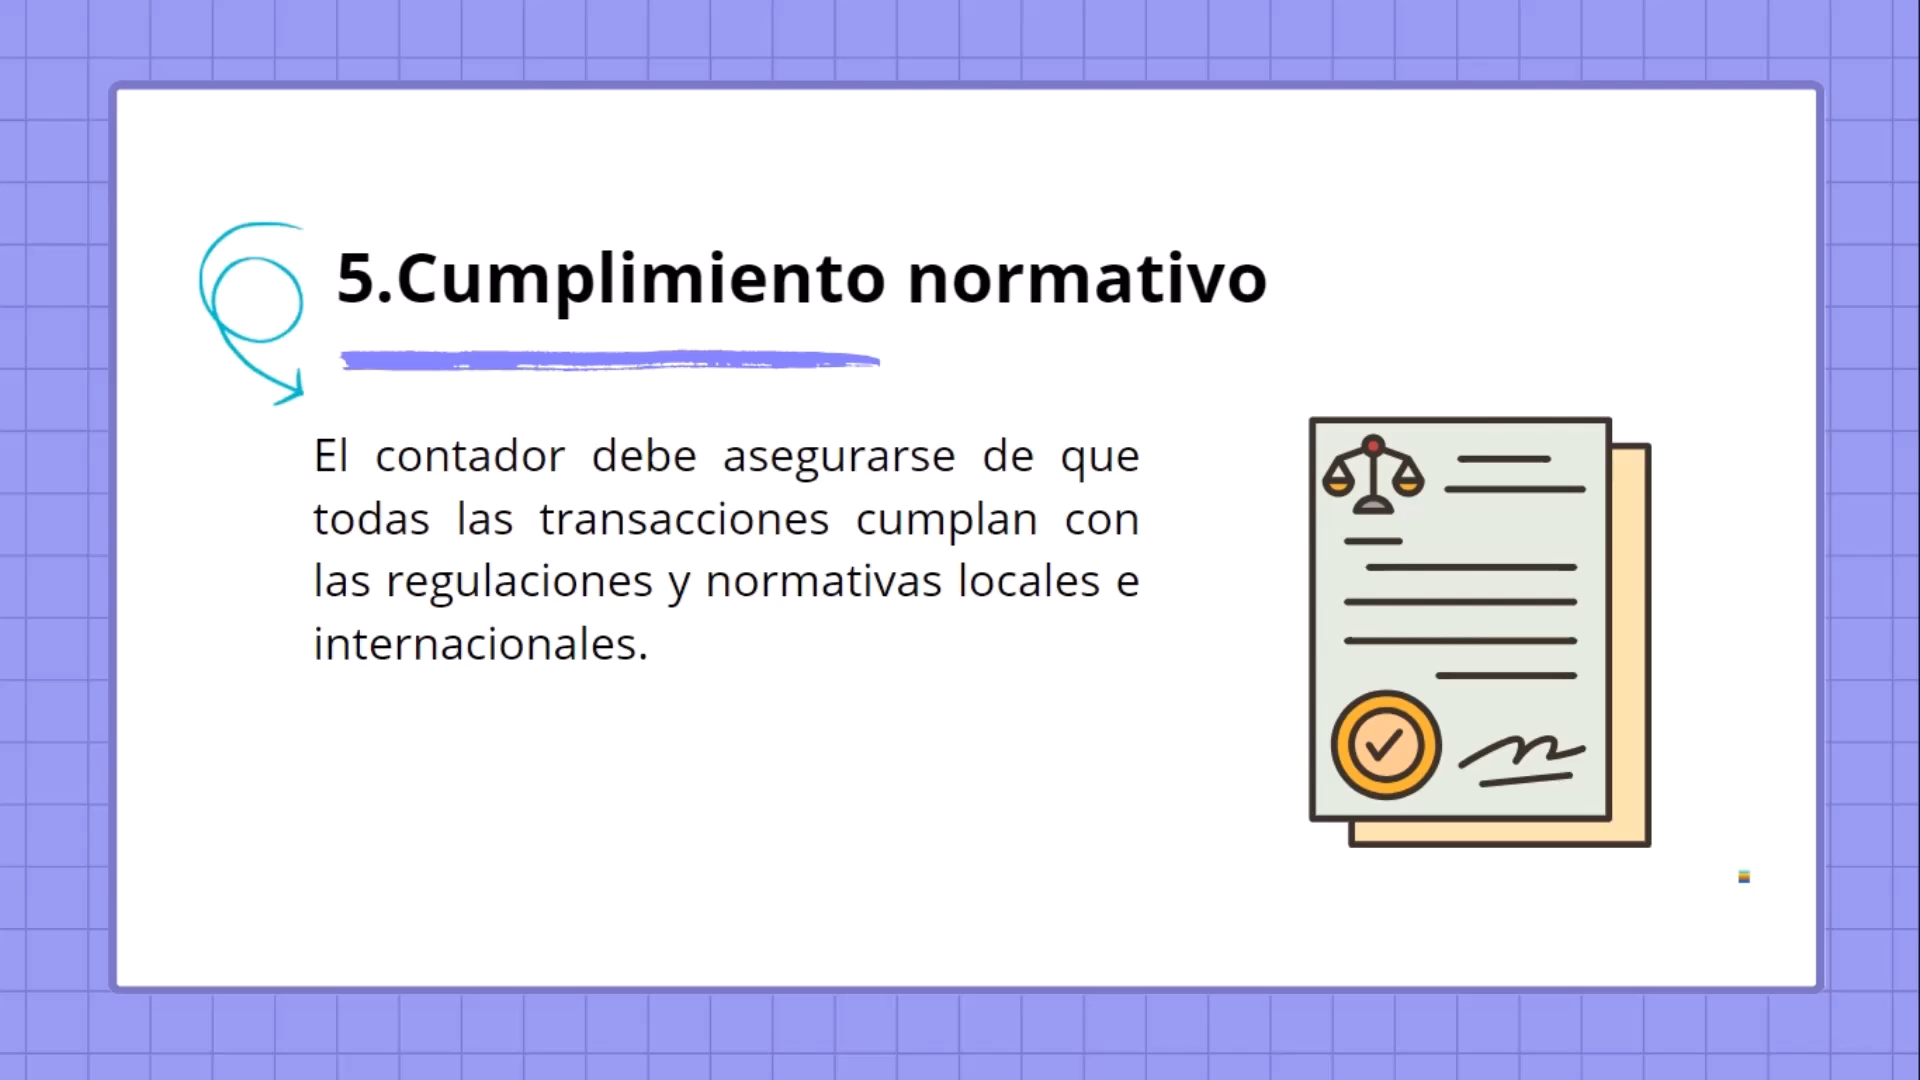 5.Cumplimiento normativo
El contador debe asegurarse de que
todas las transacciones cumplan con
las regulaciones y normativas locales e
internacionales.